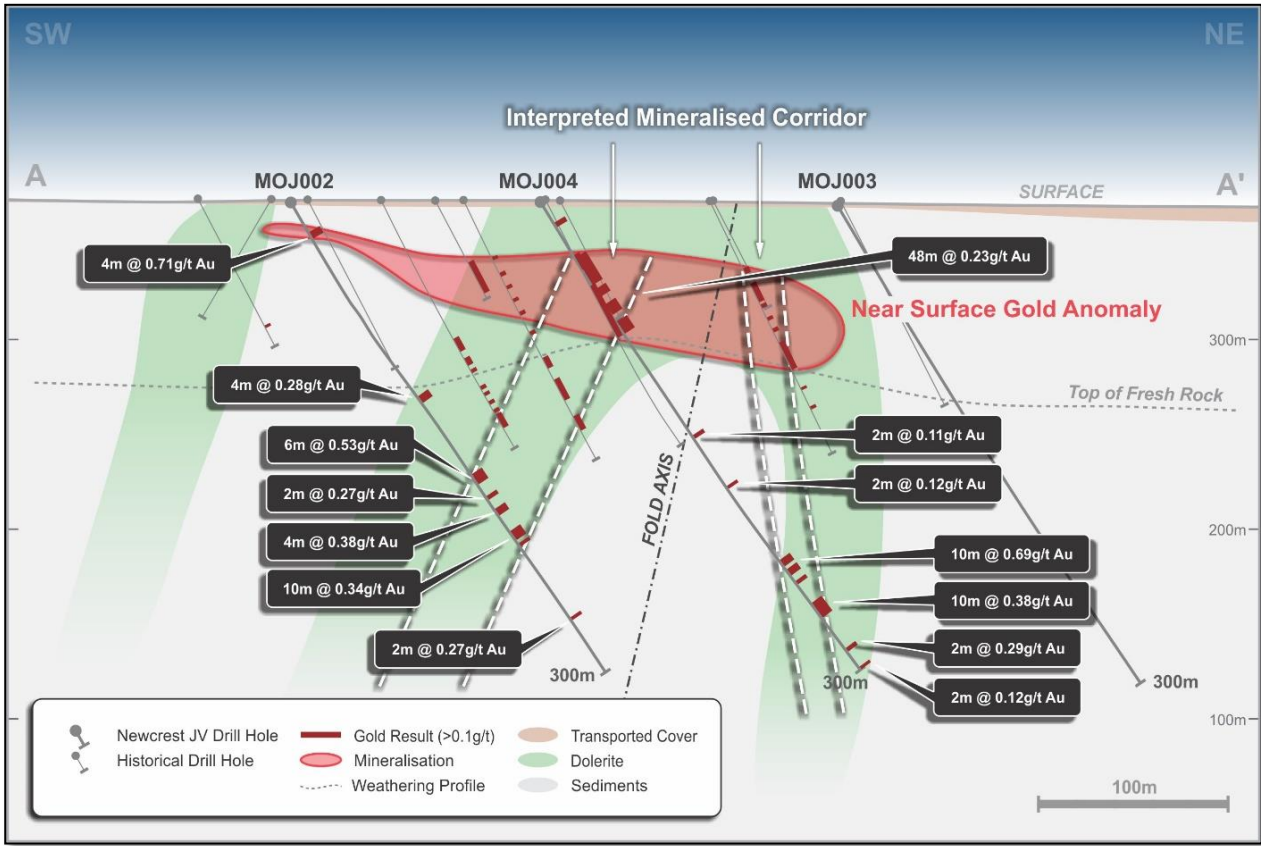 SW
NE
Interpreted Mineralised Corridor
A
MOJ002
MOJ004
MOJ003
SURFACE
A'
4m @ 0.71g/t Au
48m @ 0.23g/t Au
Near Surface Gold Anomaly
300m
4m @ 0.28g/t Au
Top of Fresh Rock
6m @ 0.53g/t Au
2m @ 0.11g/t Au
2m @ 0.27g/t Au
2m @ 0.12g/t Au
FOLD AXIS
4m @ 0.38g/t Au
200m
10m @ 0.34g/t Au
10m @ 0.69g/t Au
10m @ 0.38g/t Au
2m @ 0.27g/t Au
2m @ 0.29g/t Au
300m
300m
300m
2m @ 0.12g/t Au
100m
Newcrest JV Drill Hole
Gold Result (>0.1g/t)
Transported Cover
Historical Drill Hole
Mineralisation
Dolerite
Weathering Profile
Sediments
100m